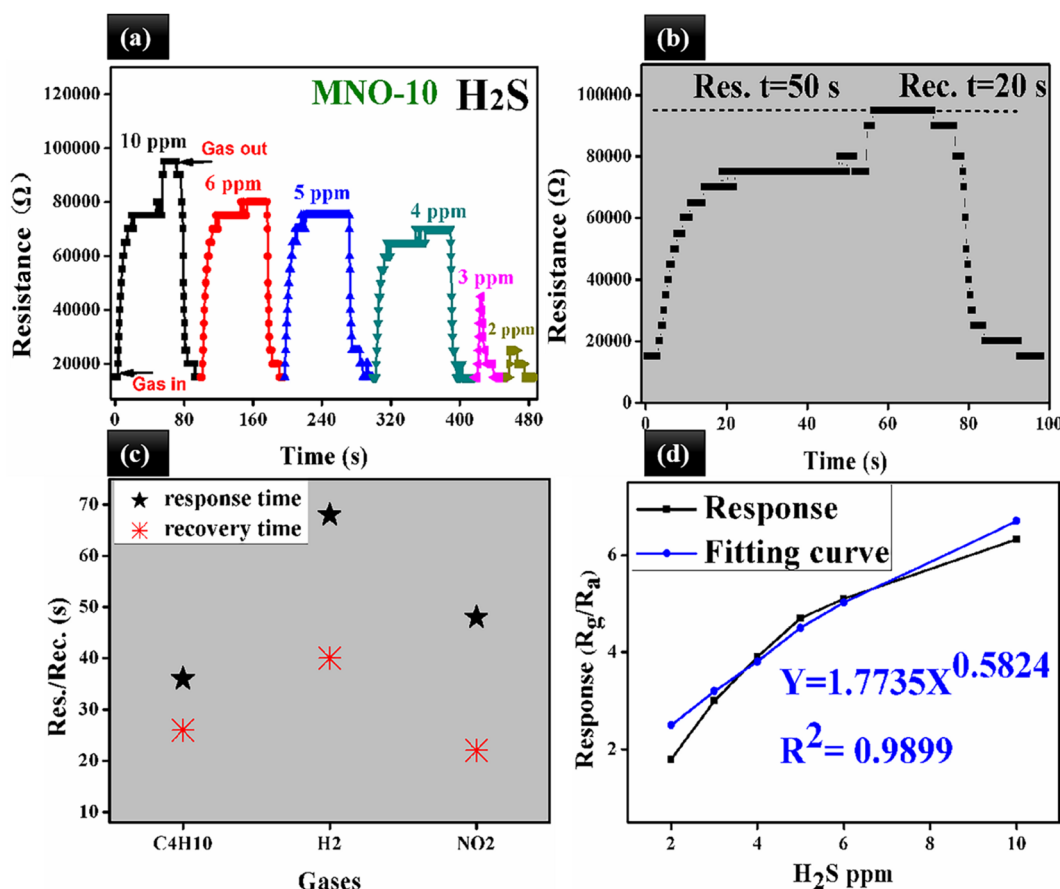 (a)
MNO-10 H2S
10 ppm
Gas out
6 ppm
5 ppm
4 ppm
3 ppm
2 ppm
Gas in
120000
100000
80000
60000
40000
20000
Resistance (Ω)
0 80 160 240 320 400 480
Time (s)
(b)
Res. t=50 s Rec. t=20 s
100000
80000
60000
40000
20000
0
Resistance (Ω)
0 20 40 60 80 100
Time (s)
(c)
response time
recovery time
70
60
50
40
30
20
10
Res./Rec. (s)
C4H10 H2 NO2
Gases
(d)
Response
Fitting curve
6
4
2
Response (Rg/Ra)
Y=1.7735X^0.5824
R^2= 0.9899
2 4 6 8 10
H2S ppm